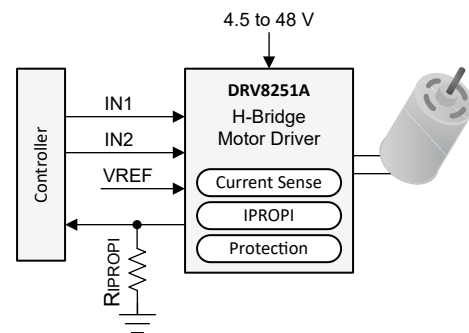 4.5 to 48 V
DRV8251A
H-Bridge
Motor Driver
Controller
IN1
IN2
VREF
Current Sense
IPROPI
Protection
RIPROPI